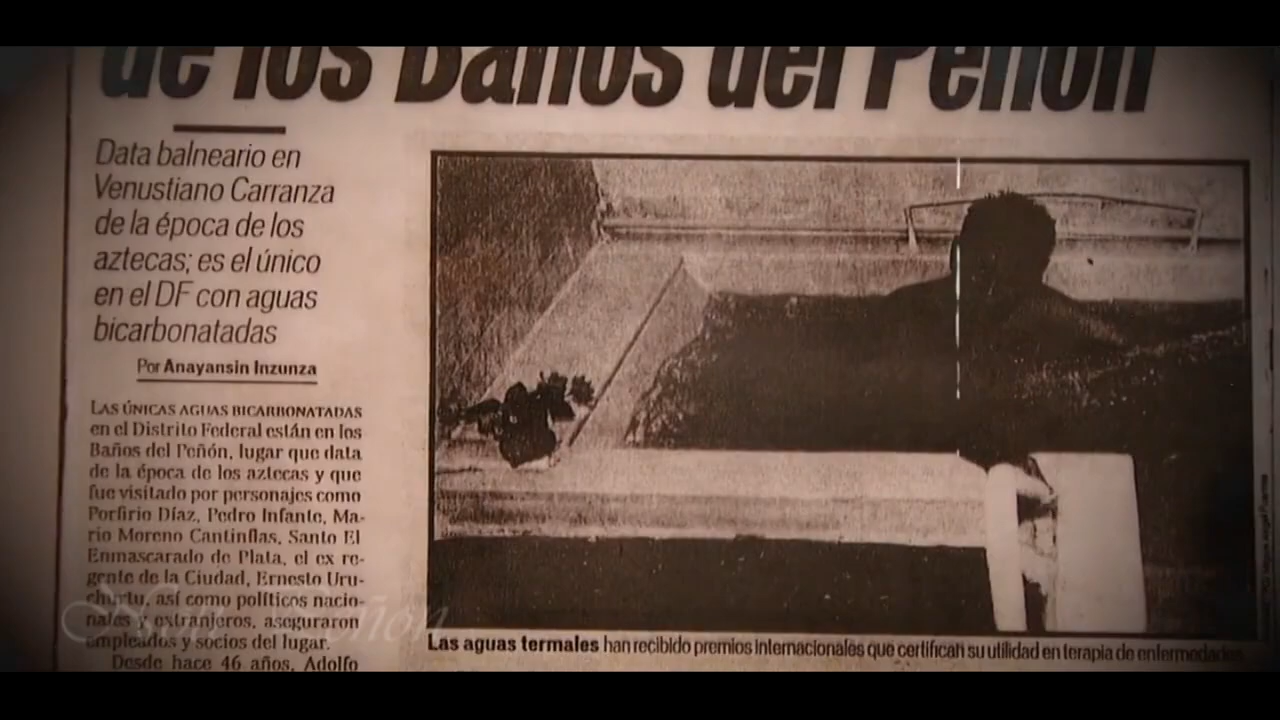 de los Baños del Peñón
Data balneario en
Venustiano Carranza
de la época de los
aztecas; es el único
en el DF con aguas
bicarbonatadas
Por Anayansin Inzunza
LAS ÚNICAS AGUAS BICARBONATADAS
en el Distrito Federal están en los
Baños del Peñón, lugar que data
de la época de los aztecas y que
fue visitado por personajes como
Porfirio Díaz, Pedro Infante, Ma-
rio Moreno Cantinflas, Santo El
Enmascarado de Plata, el ex re-
gente de la Ciudad, Ernesto Uru-
churtu, así como políticos nacio-
nales y extranjeros, aseguraron
empleados y socios del lugar.
Desde hace 46 años, Adolfo
Las aguas termales han recibido premios internacionales que certifican su utilidad en terapia de enfermedades.